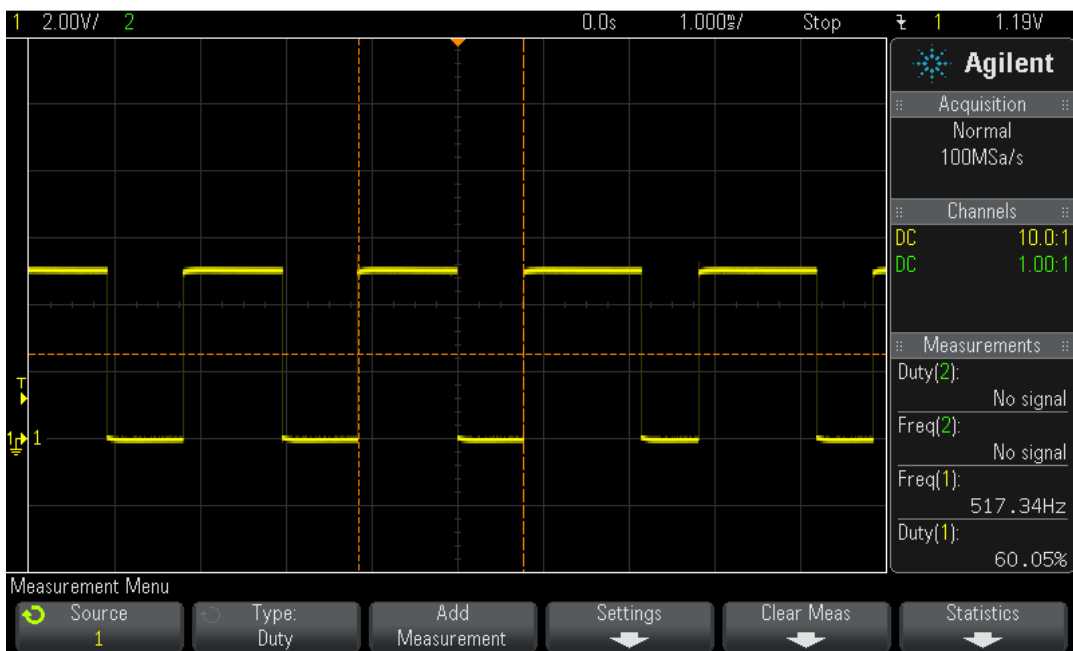 1 2.00V/ 2 0.0s 1.000ms/ Stop 1 1.19V
Agilent
Acquisition
Normal
100MSa/s
Channels
DC 10.0:1
DC 1.00:1
Measurements
Duty(2):
No signal
Freq(2):
No signal
Freq(1):
517.34Hz
Duty(1):
60.05%
T
1 1
Measurement Menu
Source
1
Type:
Duty
Add
Measurement
Settings
Clear Meas
Statistics